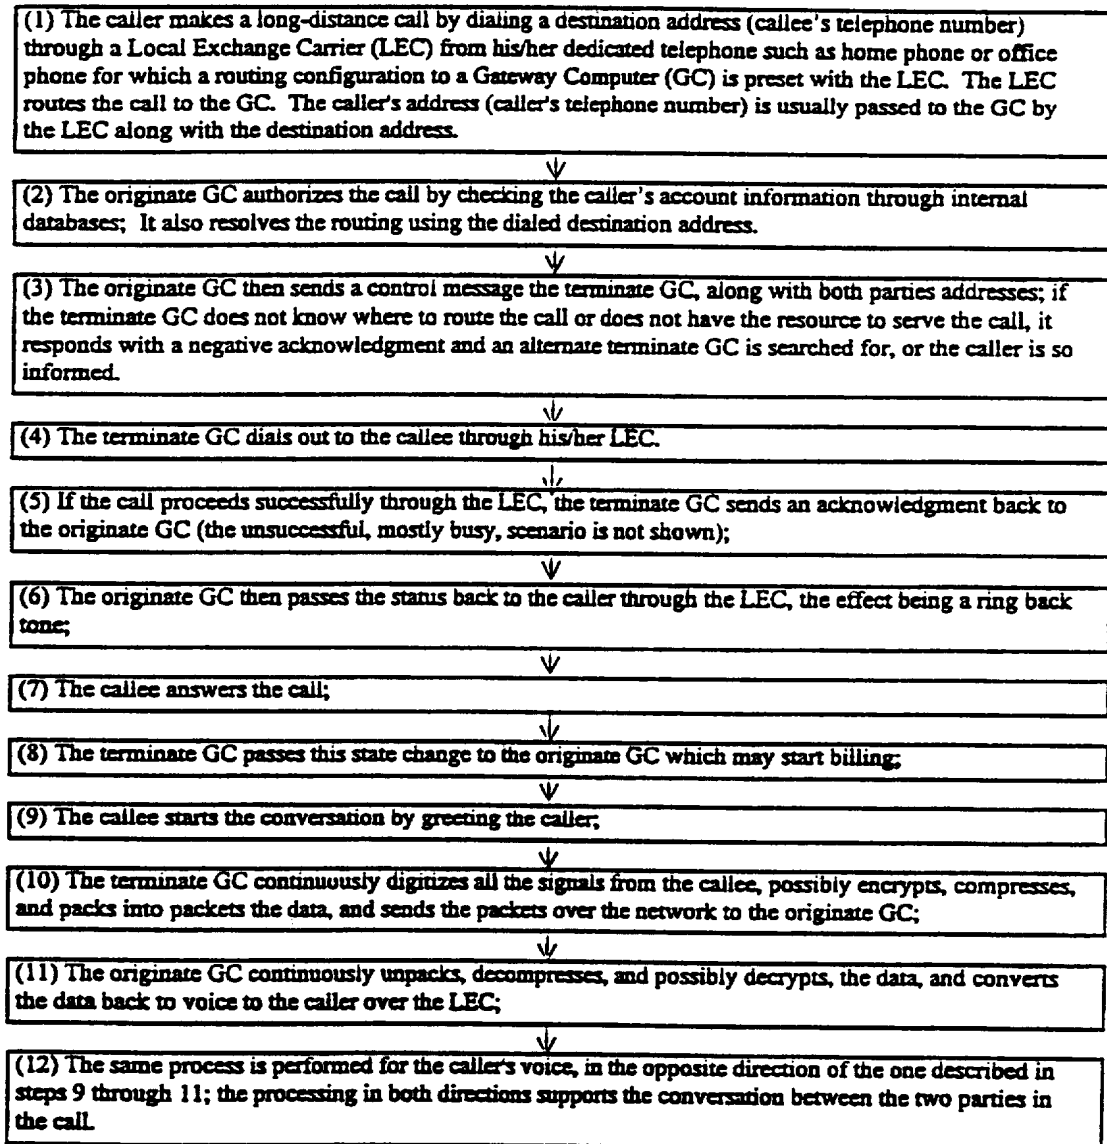 (1) The caller makes a long-distance call by dialing a destination address (callee's telephone number)
through a Local Exchange Carrier (LEC) from his/her dedicated telephone such as home phone or office
phone for which a routing configuration to a Gateway Computer (GC) is preset with the LEC. The LEC
routes the call to the GC. The caller's address (caller's telephone number) is usually passed to the GC by
the LEC along with the destination address.
(2) The originate GC authorizes the call by checking the caller's account information through internal
databases; It also resolves the routing using the dialed destination address.
(3) The originate GC then sends a control message the terminate GC, along with both parties addresses; if
the terminate GC does not know where to route the call or does not have the resource to serve the call, it
responds with a negative acknowledgment and an alternate terminate GC is searched for, or the caller is so
informed.
(4) The terminate GC dials out to the callee through his/her LEC.
(5) If the call proceeds successfully through the LEC, the terminate GC sends an acknowledgment back to
the originate GC (the unsuccessful, mostly busy, scenario is not shown);
(6) The originate GC then passes the status back to the caller through the LEC, the effect being a ring back
tone;
(7) The callee answers the call;
(8) The terminate GC passes this state change to the originate GC which may start billing;
(9) The callee starts the conversation by greeting the caller;
(10) The terminate GC continuously digitizes all the signals from the callee, possibly encrypts, compresses,
and packs into packets the data, and sends the packets over the network to the originate GC;
(11) The originate GC continuously unpacks, decompresses, and possibly decrypts, the data, and converts
the data back to voice to the caller over the LEC;
(12) The same process is performed for the caller's voice, in the opposite direction of the one described in
steps 9 through 11; the processing in both directions supports the conversation between the two parties in
the call.